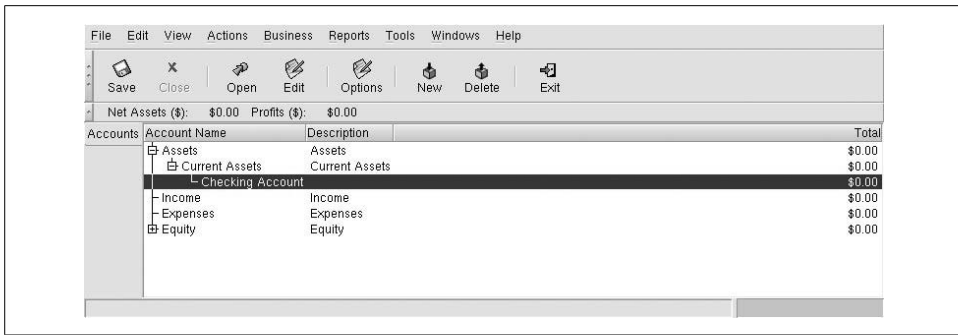 File Edit View Actions Business Reports Tools Windows Help
Save Close Open Edit Options New Delete Exit
Net Assets ($): $0.00 Profits ($): $0.00
Accounts Account Name Description Total
Assets Assets $0.00
Current Assets Current Assets $0.00
Checking Account $0.00
Income Income $0.00
Expenses Expenses $0.00
Equity Equity $0.00